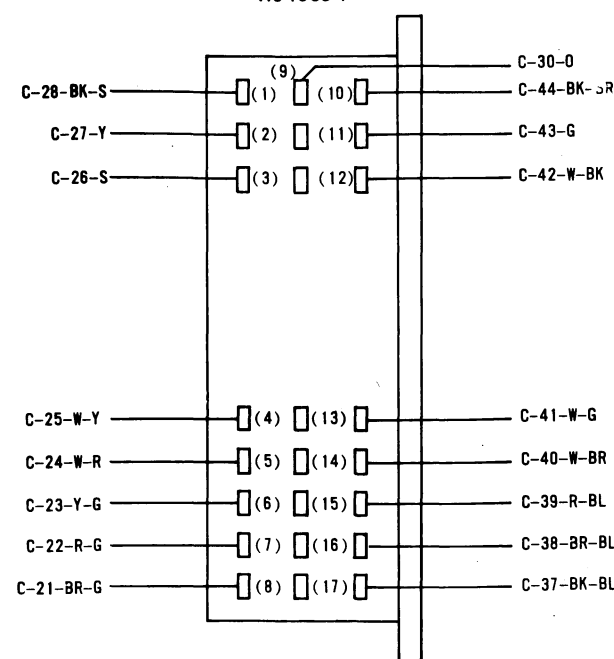 C-30-O
(9)
C-28-BK-S (1) (10)
C-27-Y (2) (11) C-43-G
C-26-S (3) (12) C-42-W-BK
C-25-W-Y (4) (13) C-41-W-G
C-24-W-R (5) (14) C-40-W-BR
C-23-Y-G (6) (15) C-39-R-BL
C-22-R-G (7) (16) C-38-BR-BL
C-21-BR-G (8) (17) C-37-BK-BL